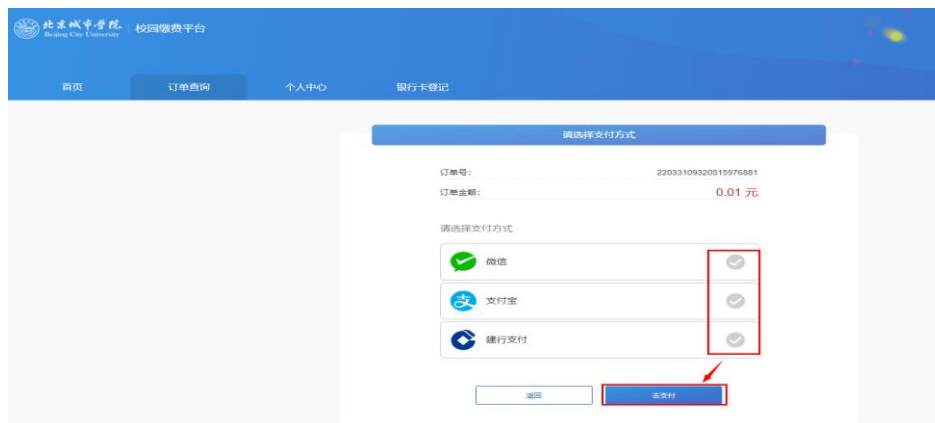 北京城市学院 校园缴费平台
Beijing City University
首页 订单查询 个人中心 银行卡登记
请选择支付方式
订单号: 22033109320515976881
订单金额: 0.01 元
请选择支付方式
微信
支付宝
建行支付
返回 去支付